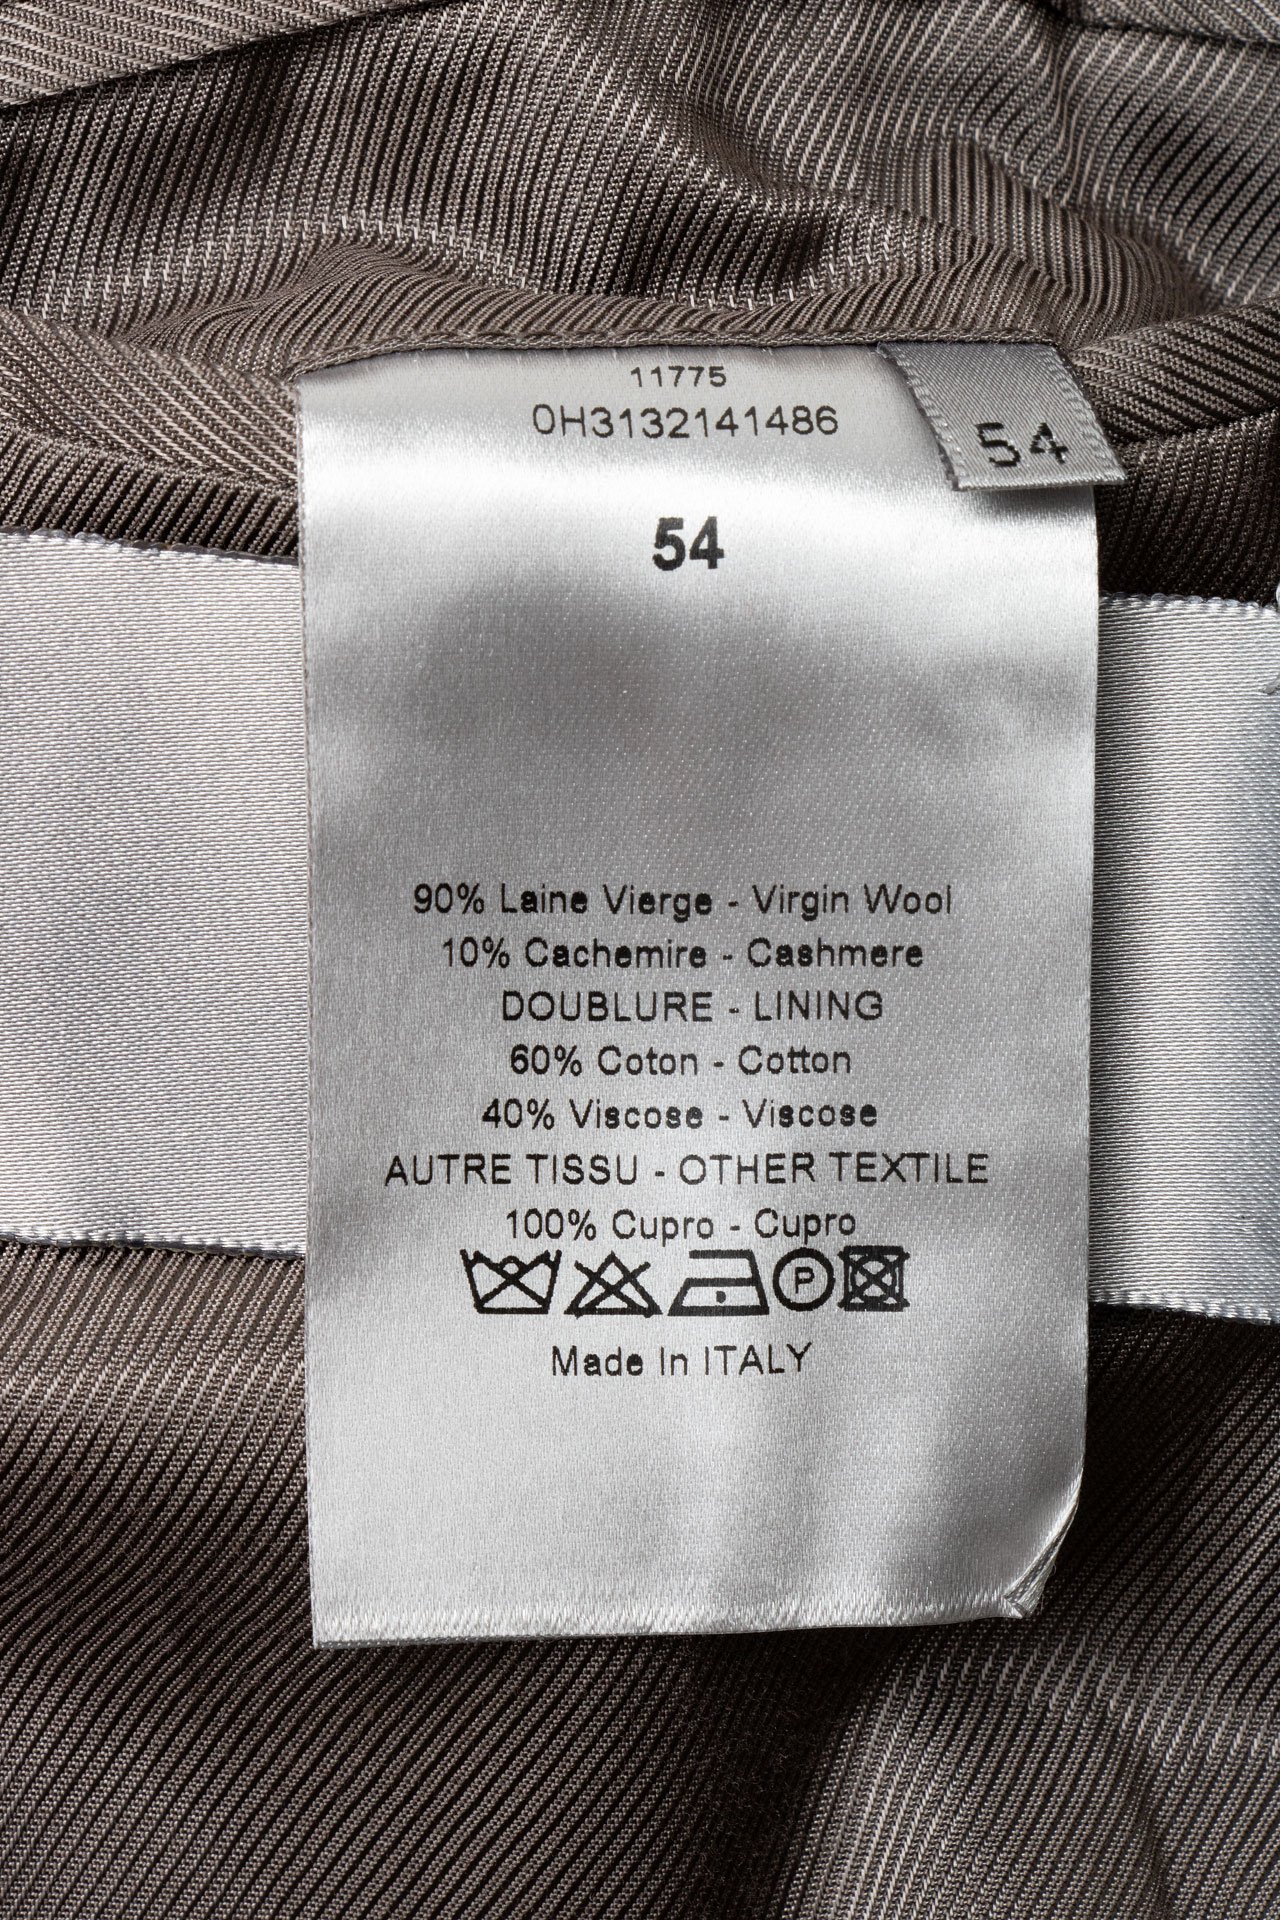 11775
0H3132141486
54
54
90% Laine Vierge - Virgin Wool
10% Cachemire - Cashmere
DOUBLURE - LINING
60% Coton - Cotton
40% Viscose - Viscose
AUTRE TISSU - OTHER TEXTILE
100% Cupro - Cupro
P
Made In ITALY